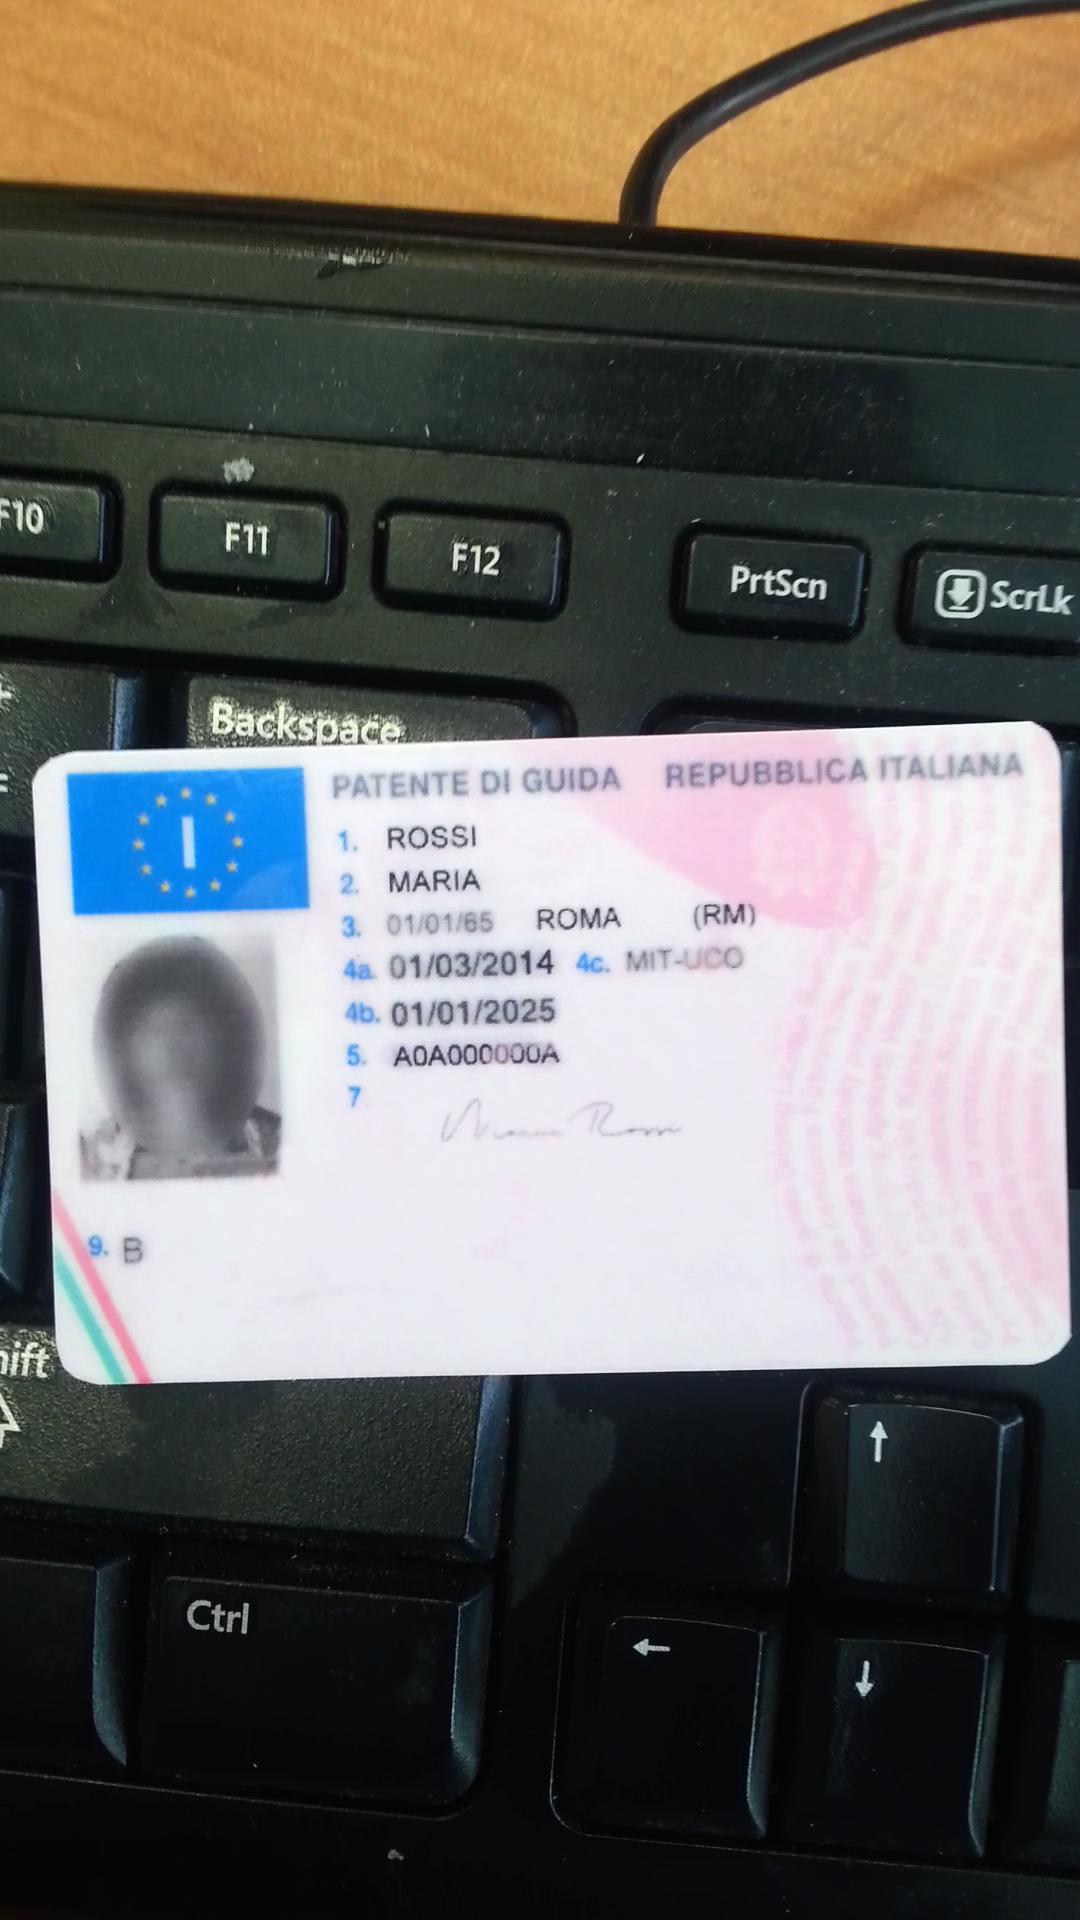 F10
F11
F12
PrtScn
ScrLk
Backspace
I
PATENTE DI GUIDA REPUBBLICA ITALIANA
1. ROSSI
2. MARIA
3. 01/01/65 ROMA (RM)
4a. 01/03/2014 4c. MIT-UCO
4b. 01/01/2025
5. A0A000000A
7
Maria Rossi
9. B
hift
Ctrl